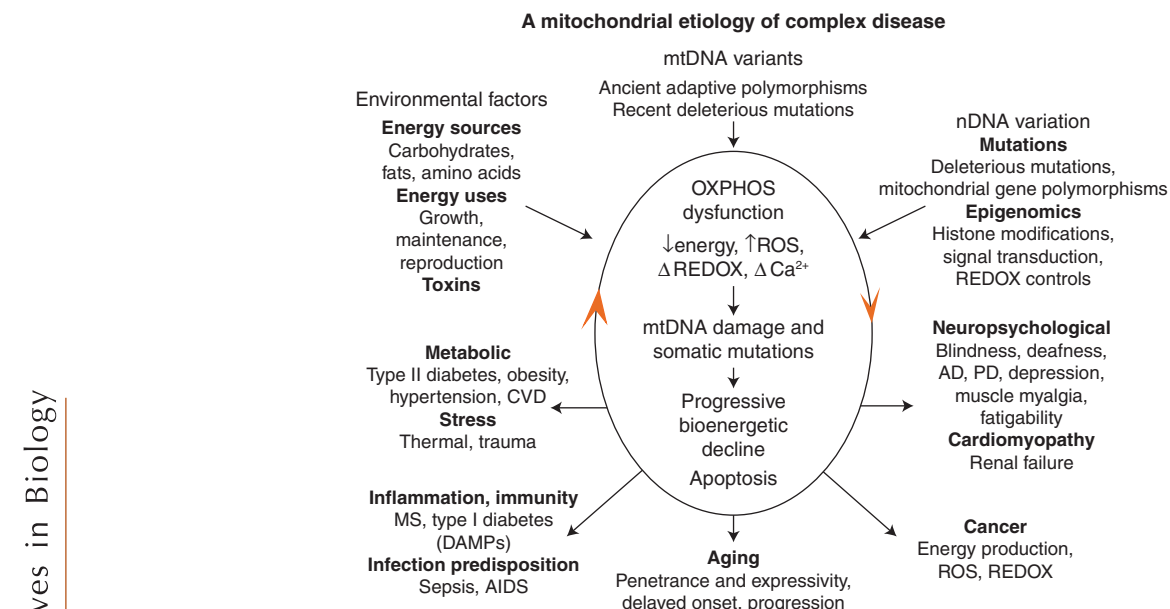 A mitochondrial etiology of complex disease
mtDNA variants
Ancient adaptive polymorphisms
Recent deleterious mutations
Environmental factors
Energy sources
Carbohydrates,
fats, amino acids
Energy uses
Growth,
maintenance,
reproduction
Toxins
nDNA variation
Mutations
Deleterious mutations,
mitochondrial gene polymorphisms
Epigenomics
Histone modifications,
signal transduction,
REDOX controls
OXPHOS
dysfunction
↓energy, ↑ROS,
ΔREDOX, ΔCa²⁺
mtDNA damage and
somatic mutations
Progressive
bioenergetic
decline
Apoptosis
Metabolic
Type II diabetes, obesity,
hypertension, CVD
Stress
Thermal, trauma
Inflammation, immunity
MS, type I diabetes
(DAMPs)
Infection predisposition
Sepsis, AIDS
Neuropsychological
Blindness, deafness,
AD, PD, depression,
muscle myalgia,
fatigability
Cardiomyopathy
Renal failure
Cancer
Energy production,
ROS, REDOX
Aging
Penetrance and expressivity,
delayed onset, progression
ves in Biology